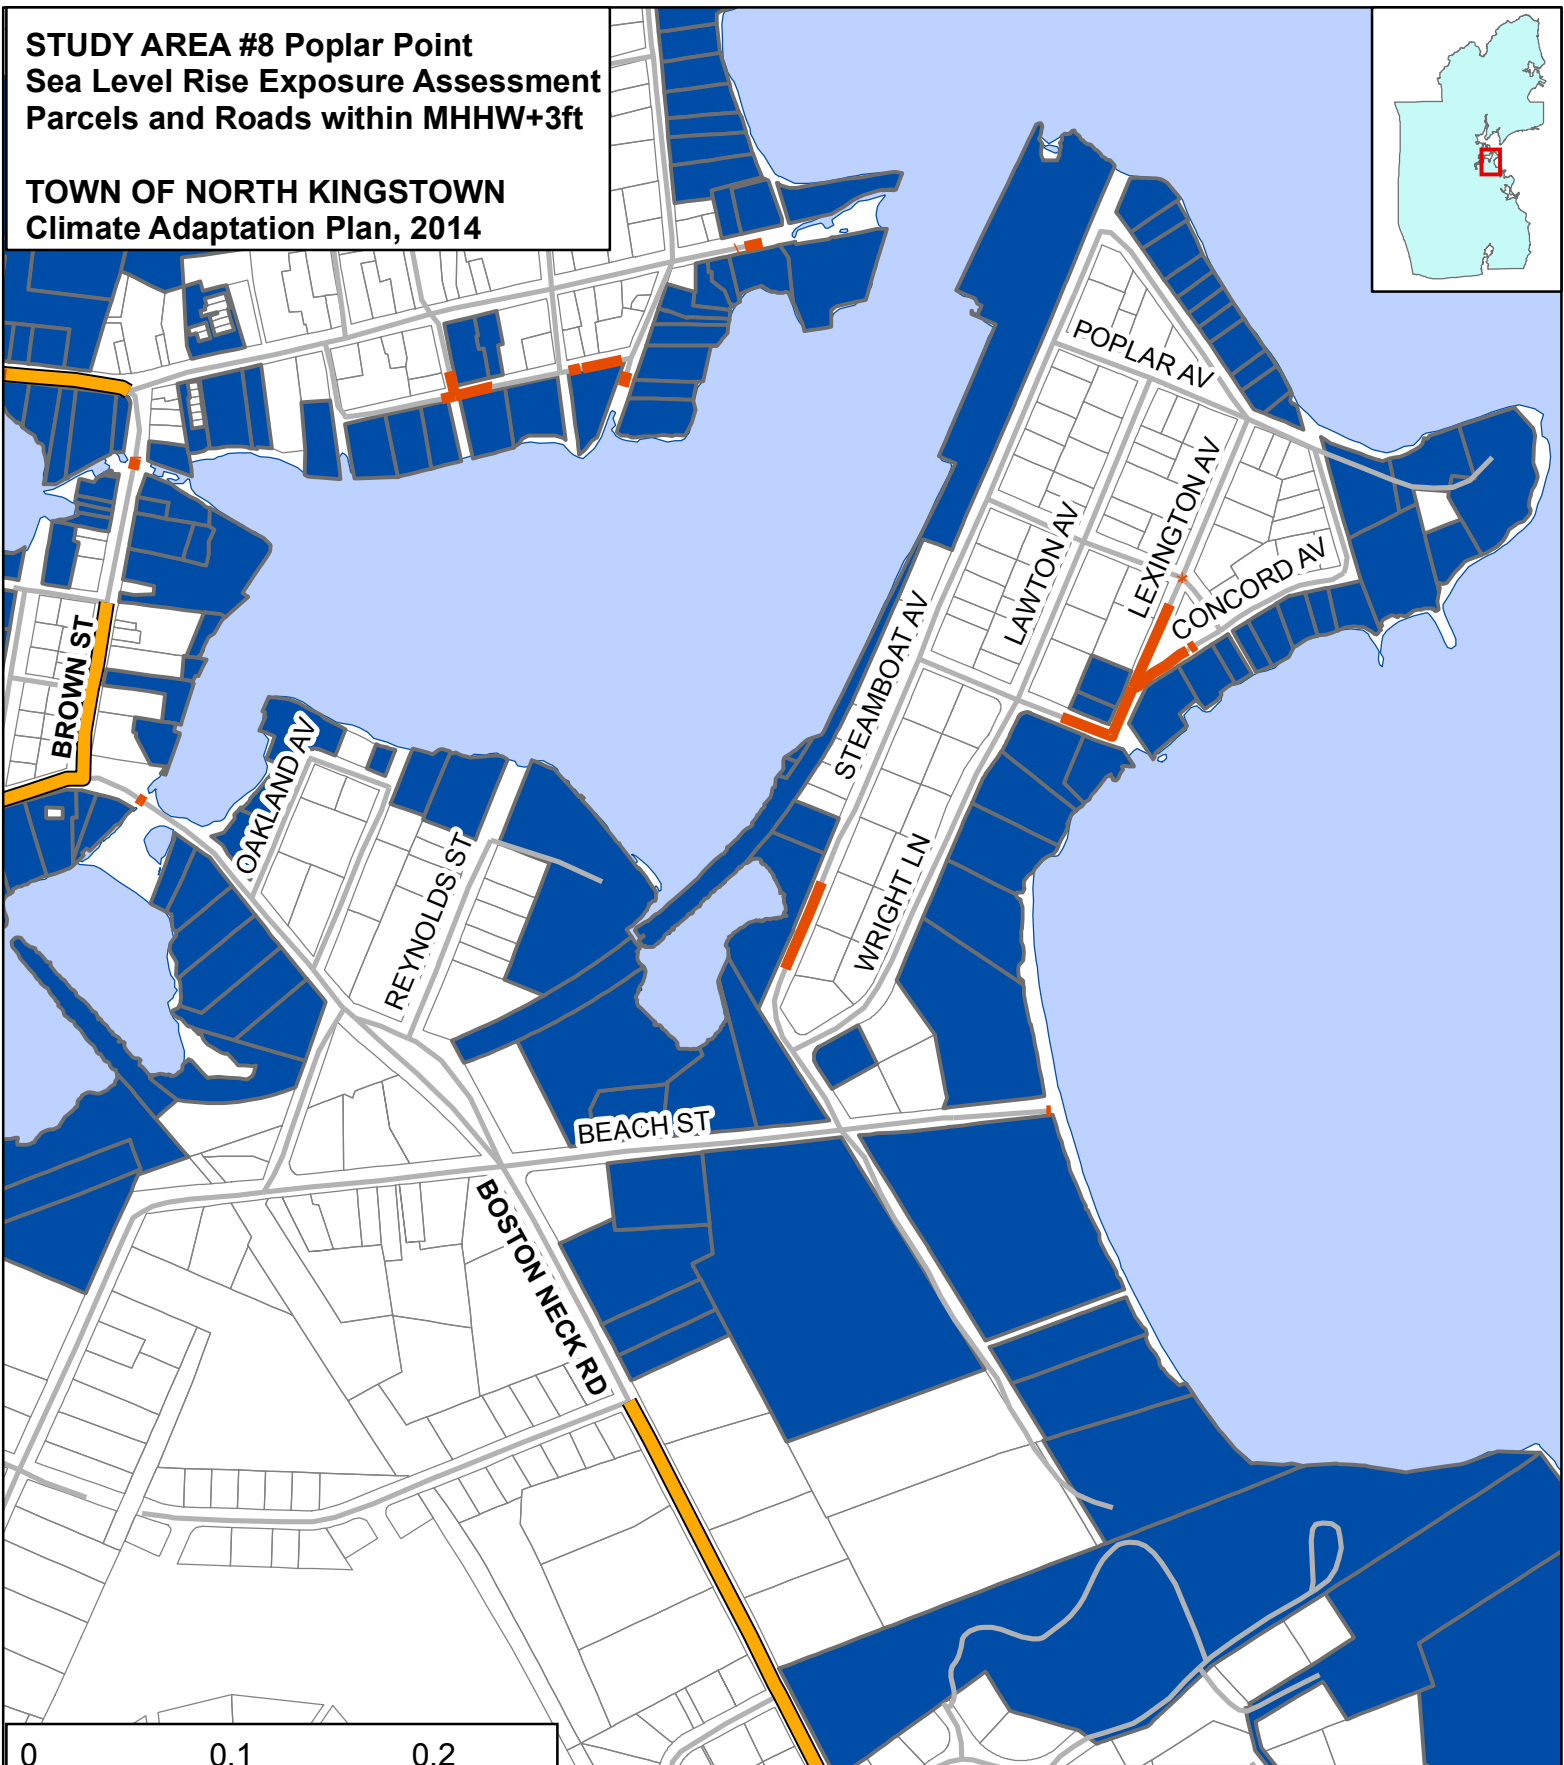 STUDY AREA #8 Poplar Point
Sea Level Rise Exposure Assessment
Parcels and Roads within MHHW+3ft
TOWN OF NORTH KINGSTOWN
Climate Adaptation Plan, 2014
POPLAR AV
LEXINGTON AV
LAWTON AV
CONCORD AV
STEAMBOAT AV
BROWN ST
OAKLAND AV
REYNOLDS ST
WRIGHT LN
BEACH ST
BOSTON NECK RD
0 0.1 0.2